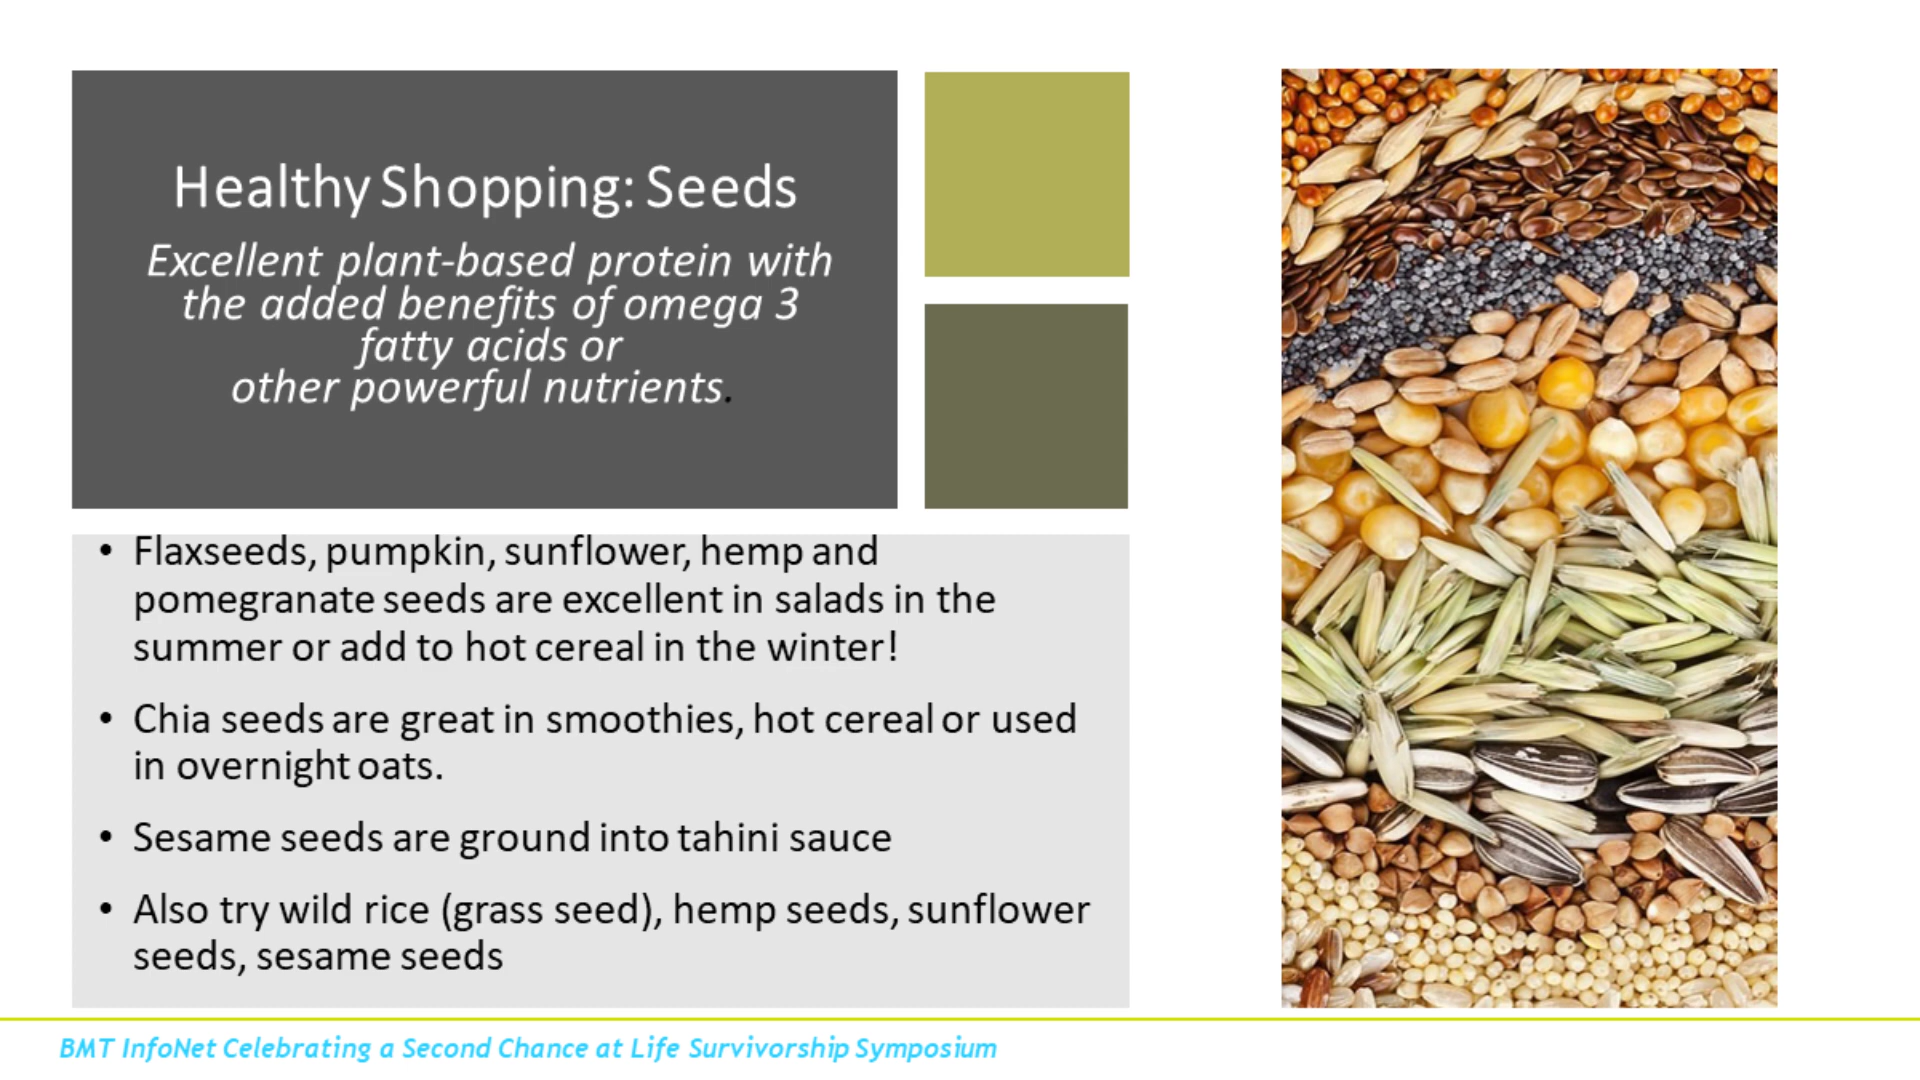 Healthy Shopping: Seeds
Excellent plant-based protein with
the added benefits of omega 3
fatty acids or
other powerful nutrients.
• Flaxseeds, pumpkin, sunflower, hemp and
pomegranate seeds are excellent in salads in the
summer or add to hot cereal in the winter!
• Chia seeds are great in smoothies, hot cereal or used
in overnight oats.
• Sesame seeds are ground into tahini sauce
• Also try wild rice (grass seed), hemp seeds, sunflower
seeds, sesame seeds
BMT InfoNet Celebrating a Second Chance at Life Survivorship Symposium